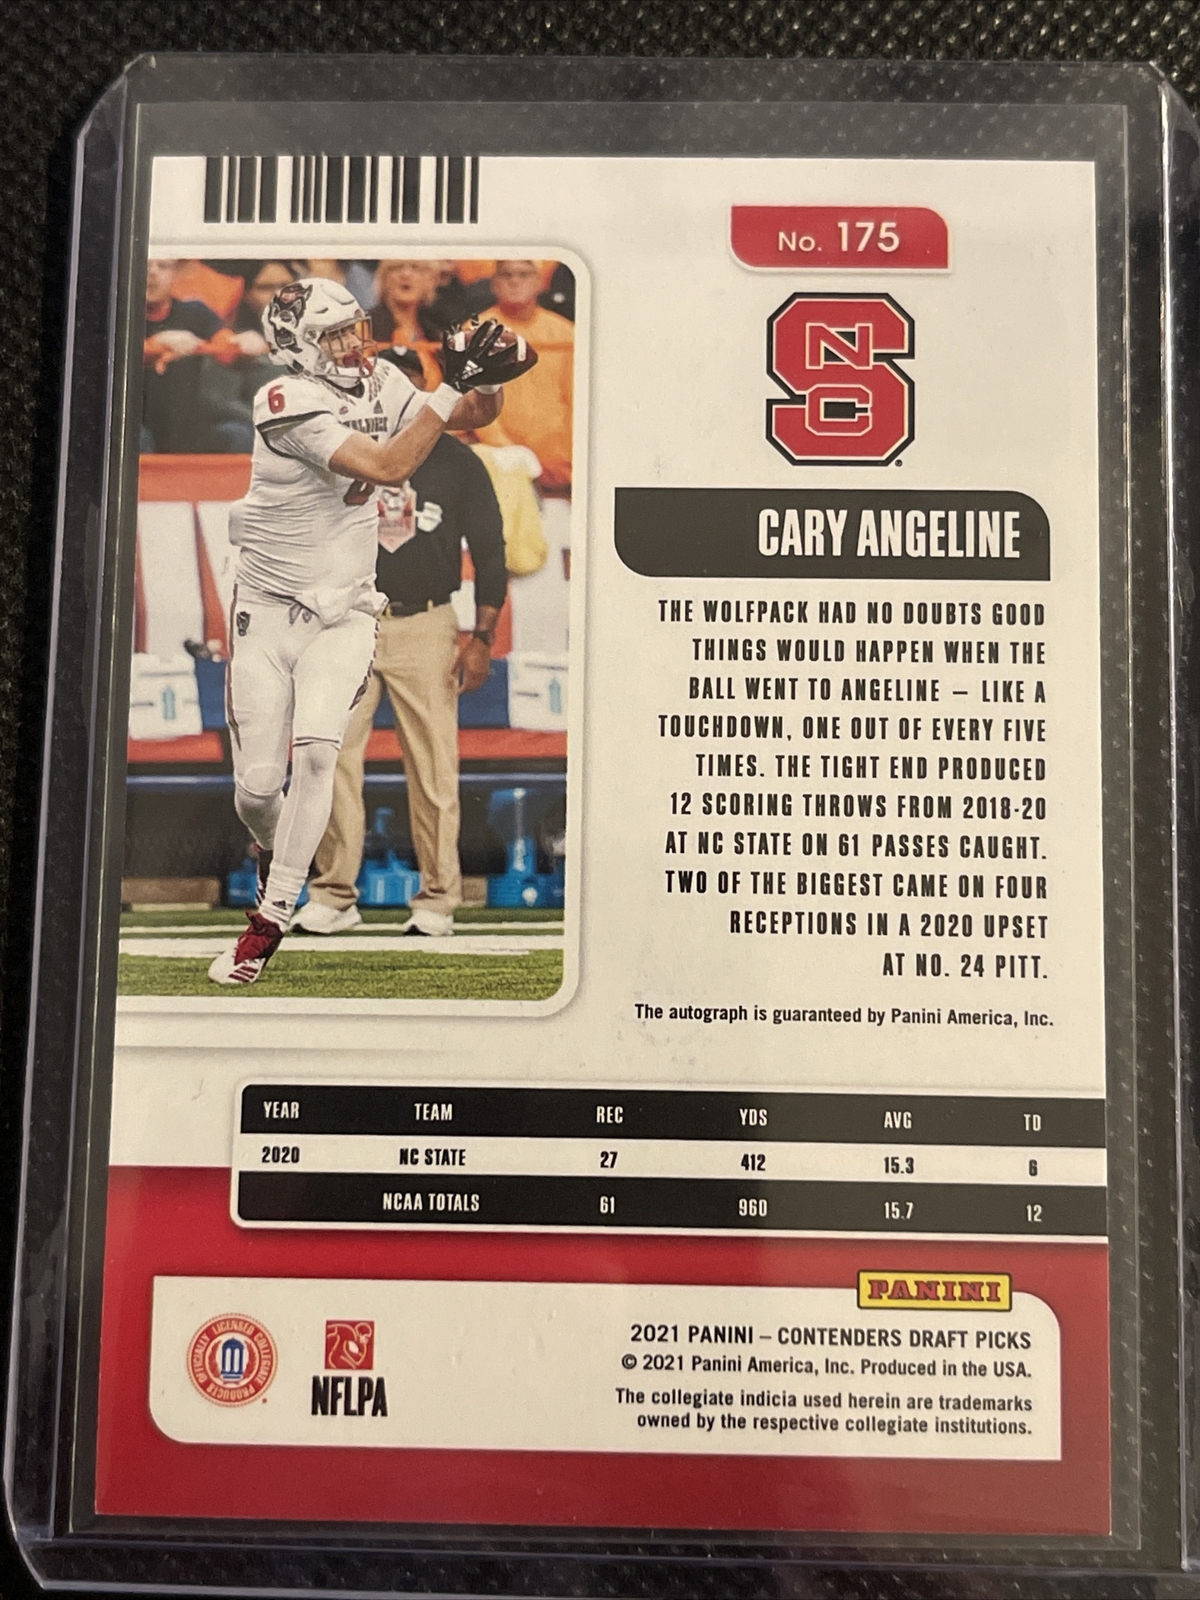 No. 175
NC
S
6
CARY ANGELINE
THE WOLFPACK HAD NO DOUBTS GOOD
THINGS WOULD HAPPEN WHEN THE
BALL WENT TO ANGELINE – LIKE A
TOUCHDOWN, ONE OUT OF EVERY FIVE
TIMES. THE TIGHT END PRODUCED
12 SCORING THROWS FROM 2018-20
AT NC STATE ON 61 PASSES CAUGHT.
TWO OF THE BIGGEST CAME ON FOUR
RECEPTIONS IN A 2020 UPSET
AT NO. 24 PITT.
The autograph is guaranteed by Panini America, Inc.
YEAR TEAM REC YDS AVG TD
2020 NC STATE 27 412 15.3 6
NCAA TOTALS 61 960 15.7 12
PANINI
OFFICIALLY LICENSED COLLEGIATE PRODUCTS
NFLPA
2021 PANINI – CONTENDERS DRAFT PICKS
© 2021 Panini America, Inc. Produced in the USA.
The collegiate indicia used herein are trademarks
owned by the respective collegiate institutions.